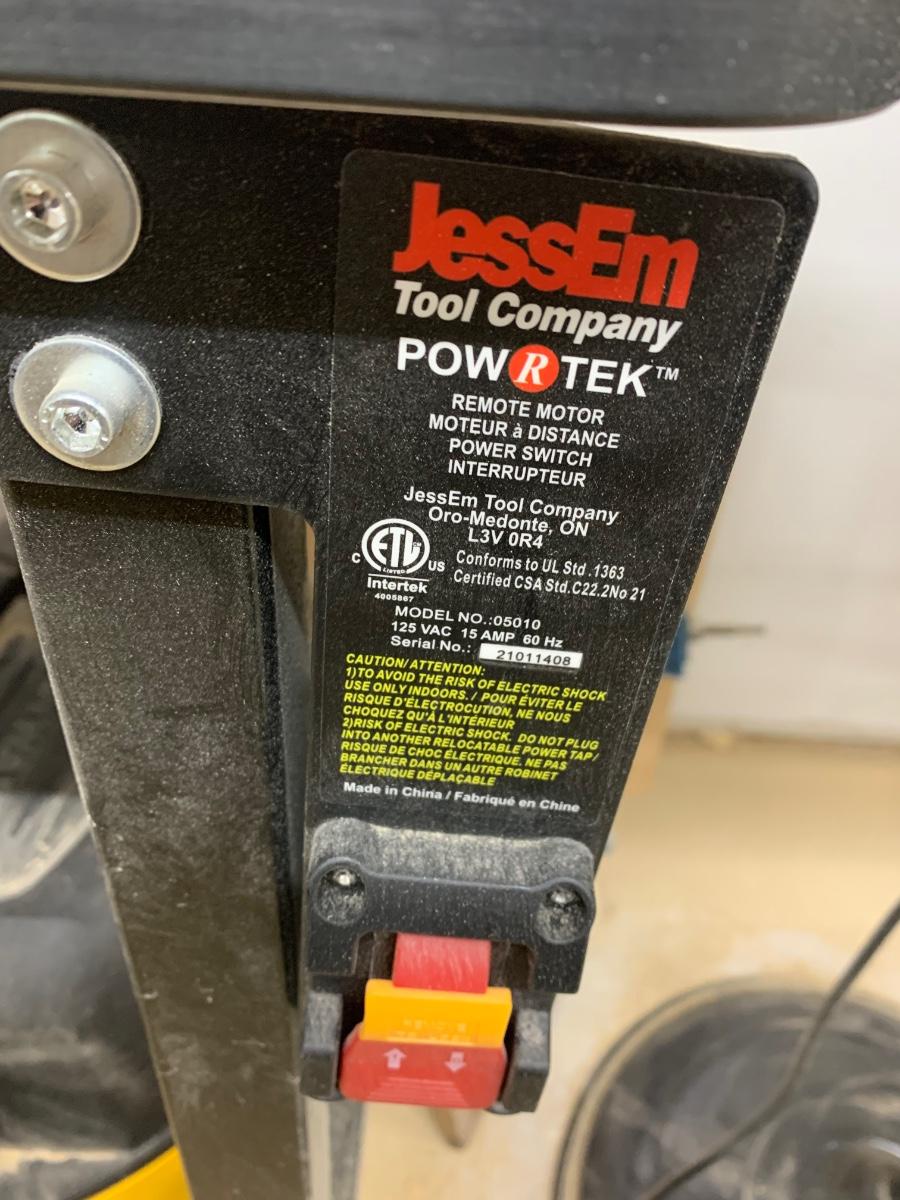 JessEm
Tool Company
POWRTEK™
REMOTE MOTOR
MOTEUR à DISTANCE
POWER SWITCH
INTERRUPTEUR
JessEm Tool Company
Oro-Medonte, ON
L3V 0R4
C ETL US
LISTED
Intertek
4005867
Conforms to UL Std .1363
Certified CSA Std.C22.2No 21
MODEL NO.:05010
125 VAC 15 AMP 60 Hz
Serial No.: 21011408
CAUTION/ ATTENTION:
1)TO AVOID THE RISK OF ELECTRIC SHOCK
USE ONLY INDOORS. / POUR ÉVITER LE
RISQUE D'ÉLECTROCUTION, NE NOUS
CHOQUEZ QU'À L'INTÉRIEUR
2)RISK OF ELECTRIC SHOCK. DO NOT PLUG
INTO ANOTHER RELOCATABLE POWER TAP /
RISQUE DE CHOC ÉLECTRIQUE. NE PAS
BRANCHER DANS UN AUTRE ROBINET
ÉLECTRIQUE DÉPLAÇABLE
Made in China / Fabriqué en Chine